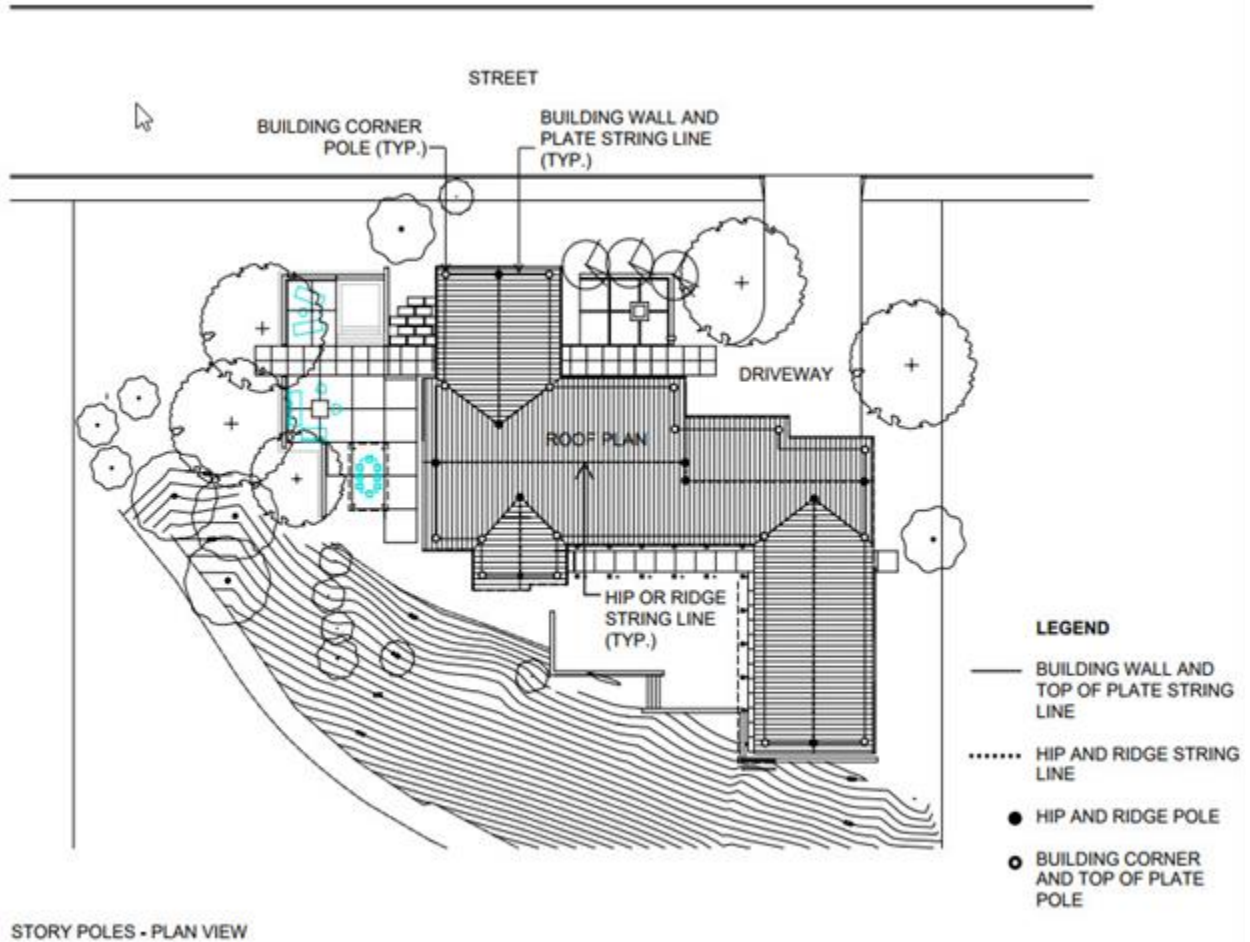 STREET
BUILDING CORNER
POLE (TYP.)
BUILDING WALL AND
PLATE STRING LINE
(TYP.)
DRIVEWAY
ROOF PLAN
HIP OR RIDGE
STRING LINE
(TYP.)
LEGEND
BUILDING WALL AND
TOP OF PLATE STRING
LINE
HIP AND RIDGE STRING
LINE
HIP AND RIDGE POLE
BUILDING CORNER
AND TOP OF PLATE
POLE
STORY POLES - PLAN VIEW